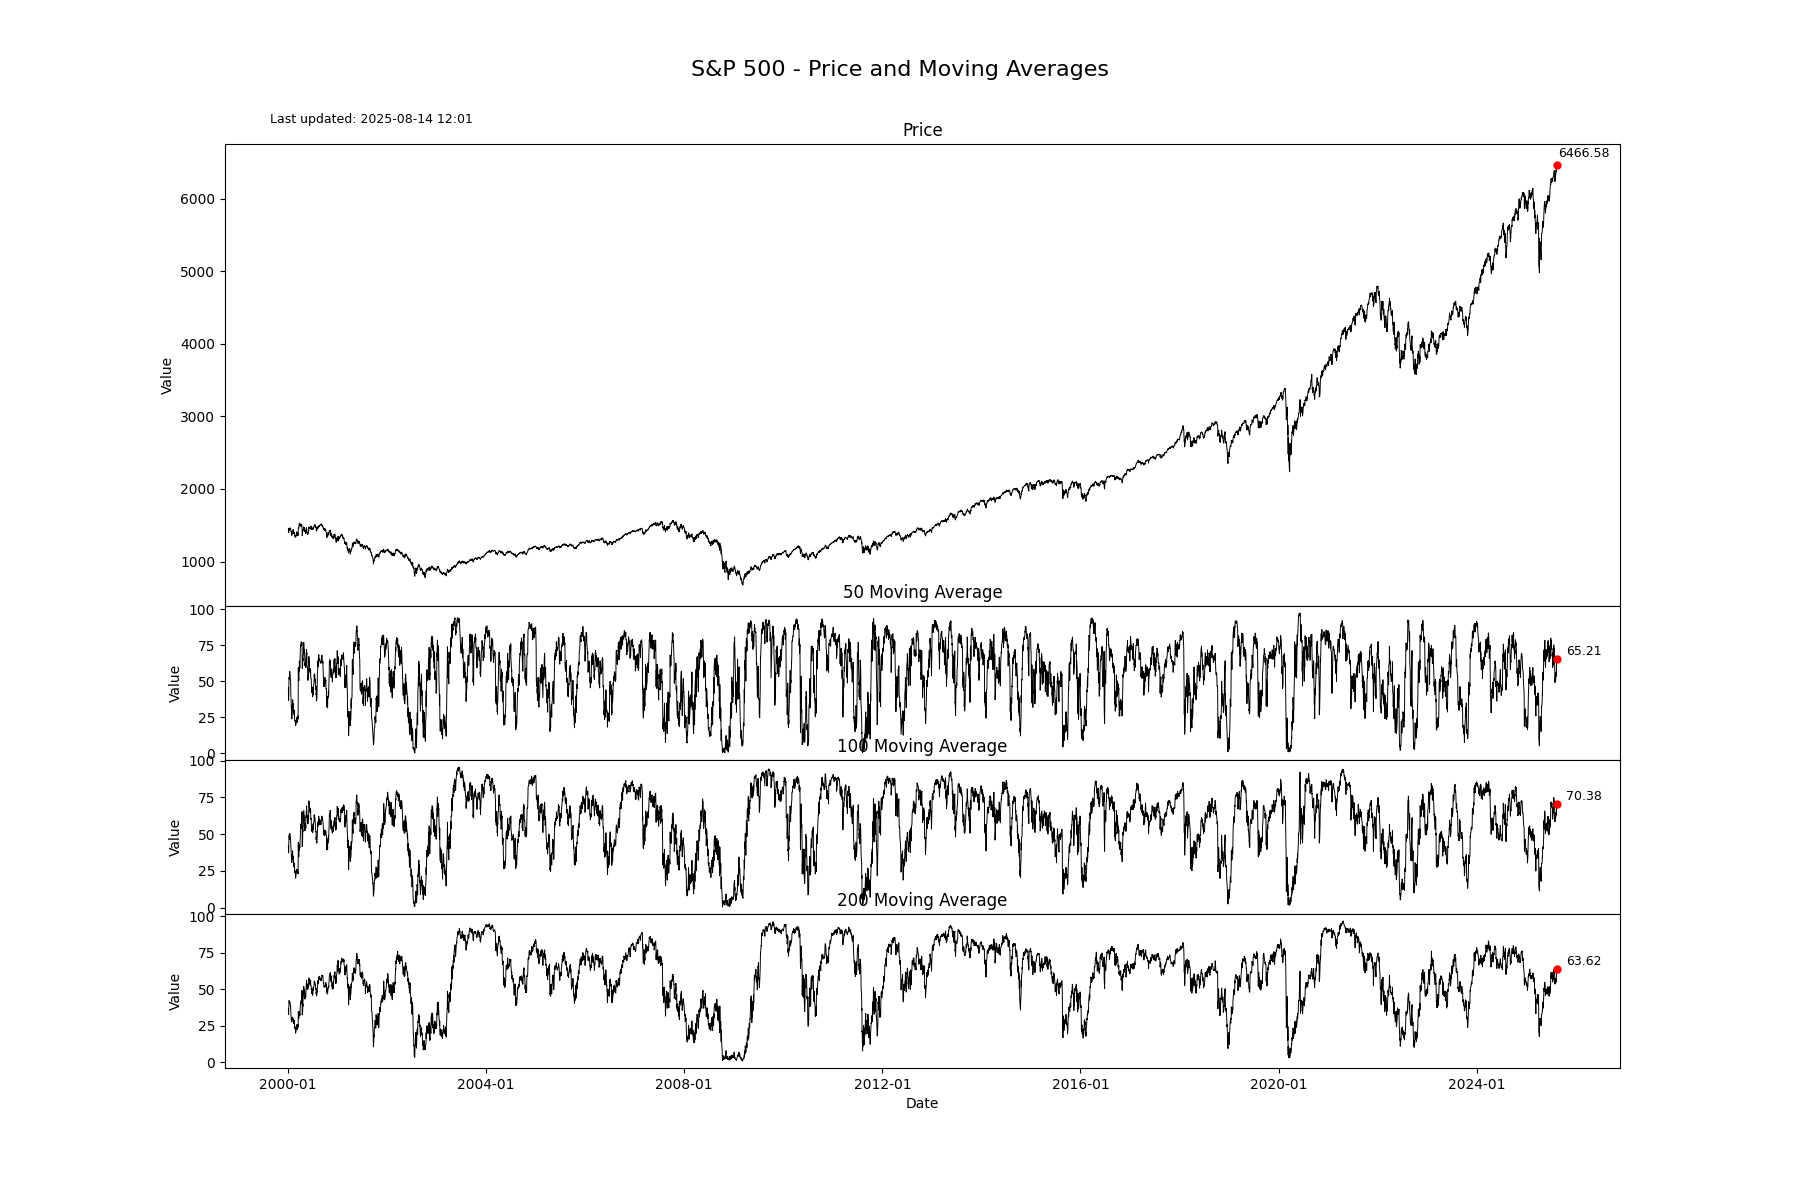 S&P 500 - Price and Moving Averages
Last updated: 2025-08-14 12:01
Price
6466.58
6000
5000
4000
3000
2000
1000
Value
50 Moving Average
100
75
50
25
0
Value
65.21
100 Moving Average
100
75
50
25
0
Value
70.38
200 Moving Average
100
75
50
25
0
Value
63.62
2000-01 2004-01 2008-01 2012-01 2016-01 2020-01 2024-01
Date